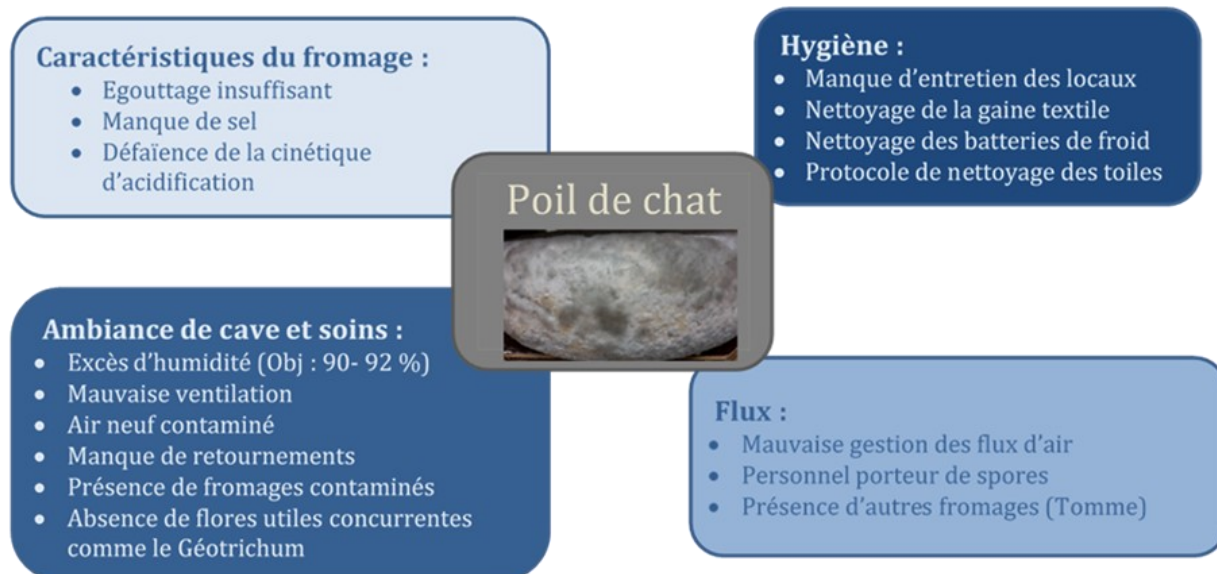 Caractéristiques du fromage :
• Egouttage insuffisant
• Manque de sel
• Défaïence de la cinétique
d'acidification
Hygiène :
• Manque d'entretien des locaux
• Nettoyage de la gaine textile
• Nettoyage des batteries de froid
• Protocole de nettoyage des toiles
Poil de chat
Ambiance de cave et soins :
• Excès d'humidité (Obj : 90- 92 %)
• Mauvaise ventilation
• Air neuf contaminé
• Manque de retournements
• Présence de fromages contaminés
• Absence de flores utiles concurrentes
comme le Géotrichum
Flux :
• Mauvaise gestion des flux d'air
• Personnel porteur de spores
• Présence d'autres fromages (Tomme)